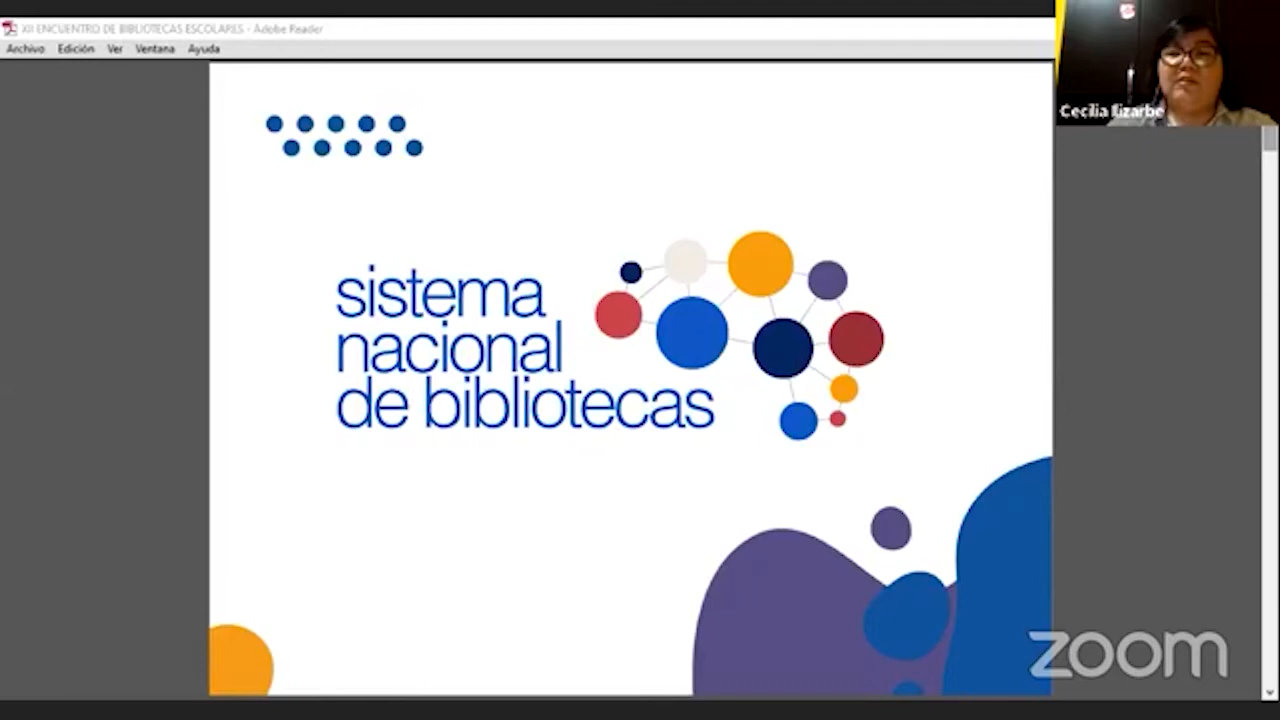 XII ENCUENTRO DE BIBLIOTECAS ESCOLARES - Adobe Reader
Archivo Edición Ver Ventana Ayuda
Cecilia Lizarbe
sistema
nacional
de bibliotecas
zoom